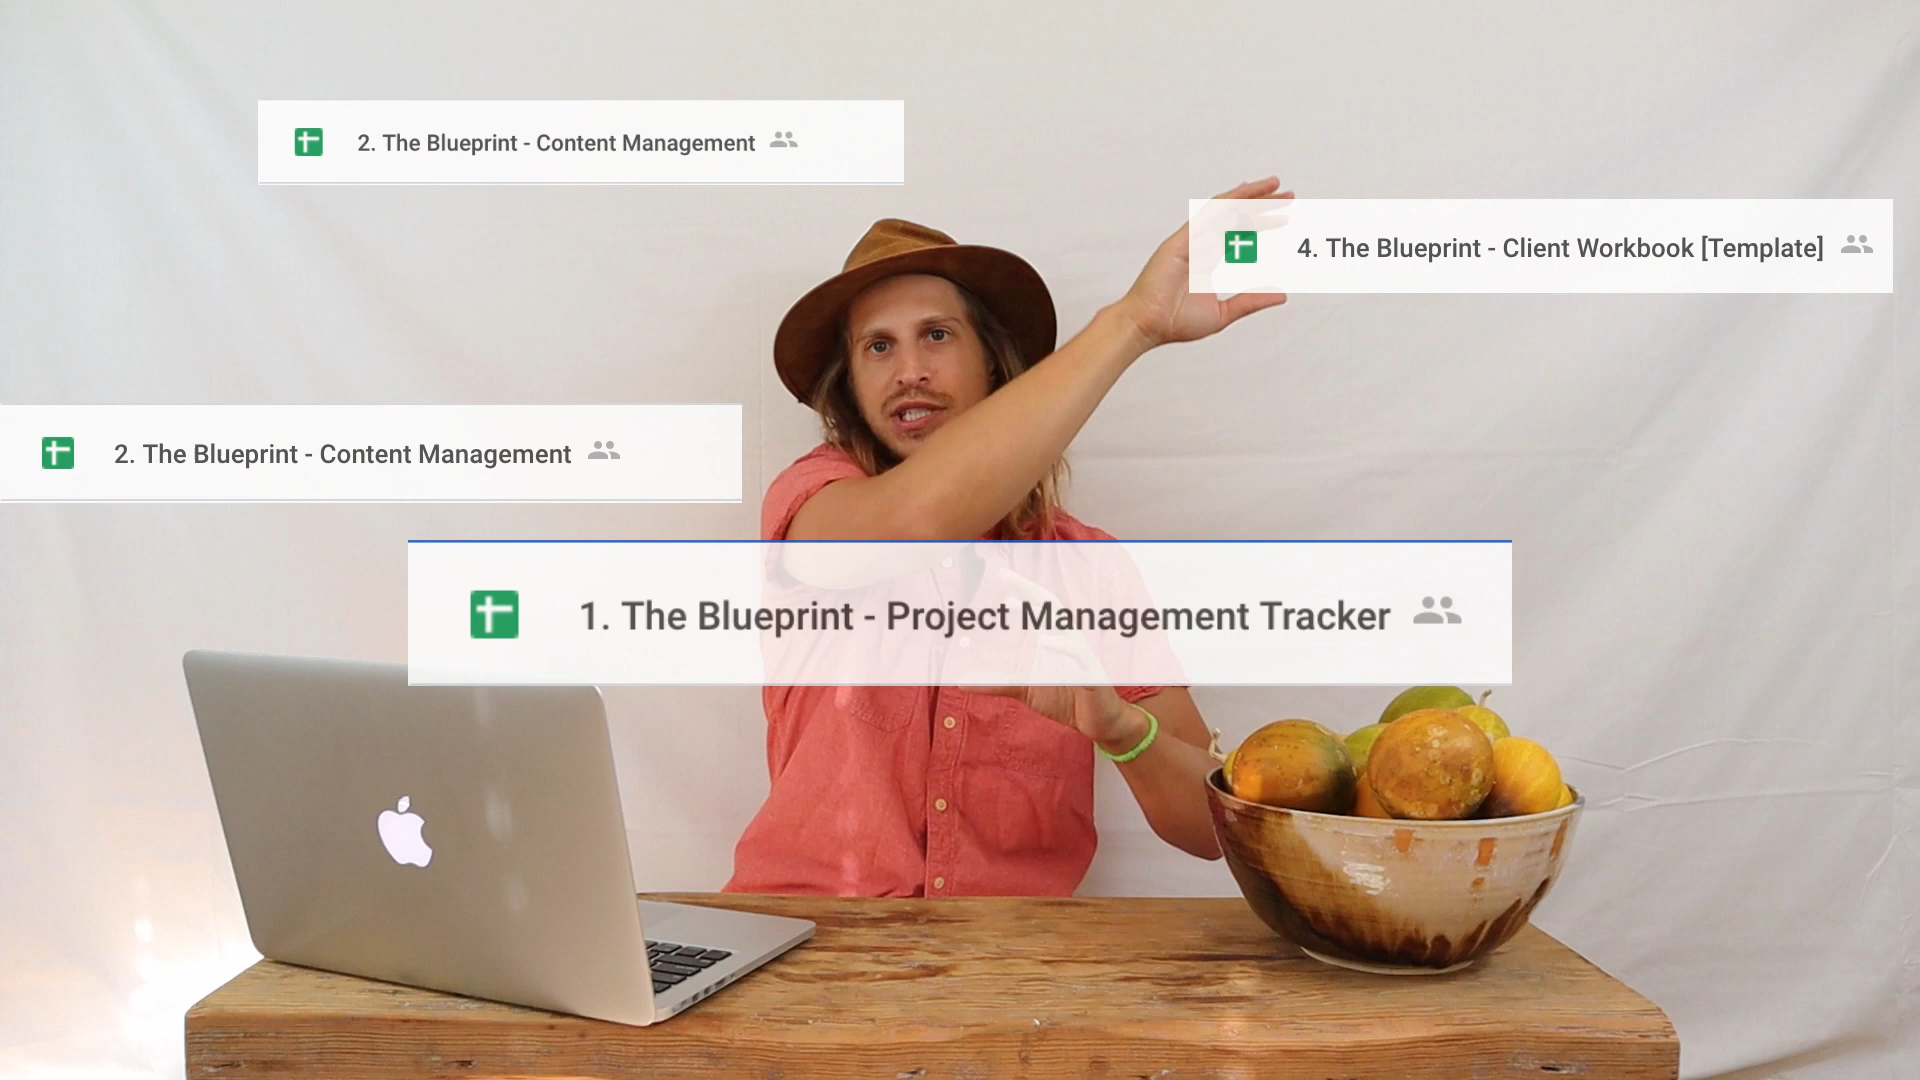 2. The Blueprint - Content Management
4. The Blueprint - Client Workbook [Template]
2. The Blueprint - Content Management
1. The Blueprint - Project Management Tracker